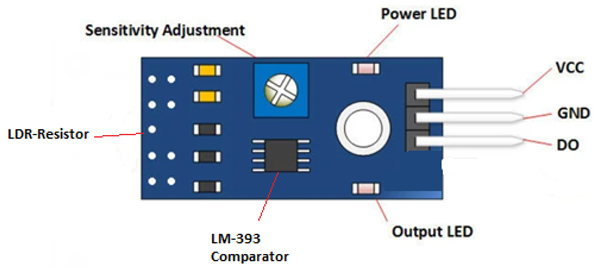 Power LED
Sensitivity Adjustment
VCC
GND
LDR-Resistor
DO
LM-393
Comparator
Output LED